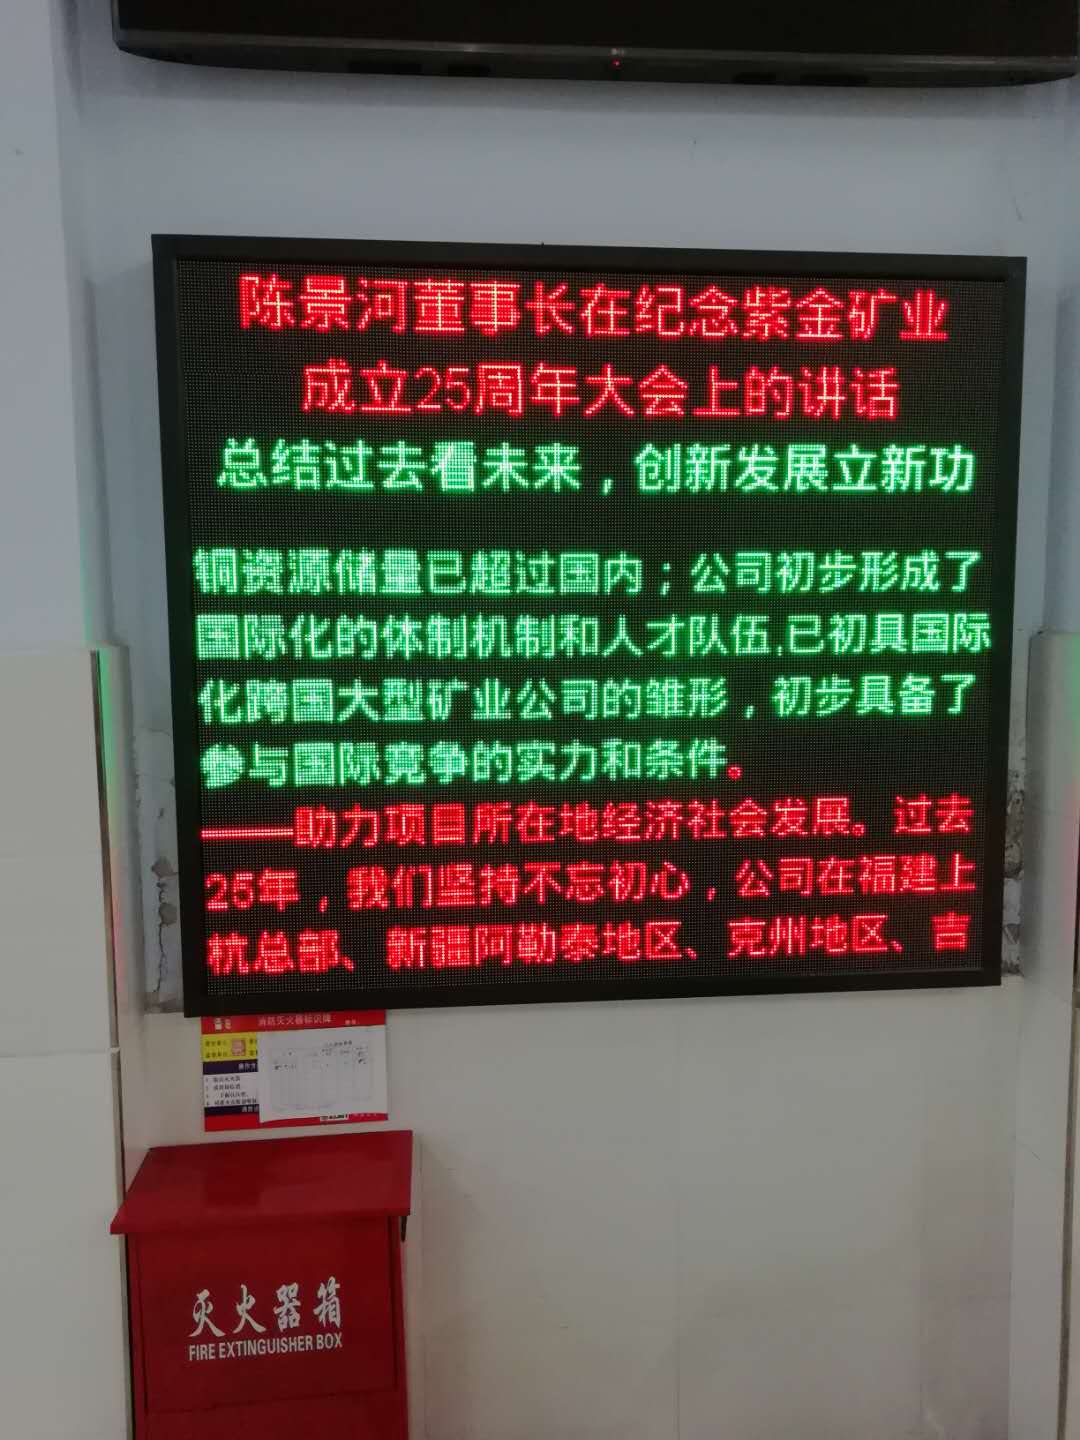 陈景河董事长在纪念紫金矿业
成立25周年大会上的讲话
总结过去看未来，创新发展立新功
铜资源储量已超过国内；公司初步形成了
国际化的体制机制和人才队伍,已初具国际
化跨国大型矿业公司的雏形，初步具备了
参与国际竞争的实力和条件。
——助力项目所在地经济社会发展。过去
25年，我们坚持不忘初心，公司在福建上
杭总部、新疆阿勒泰地区、克州地区、吉
消防灭火器标识牌
灭火器箱
FIRE EXTINGUISHER BOX